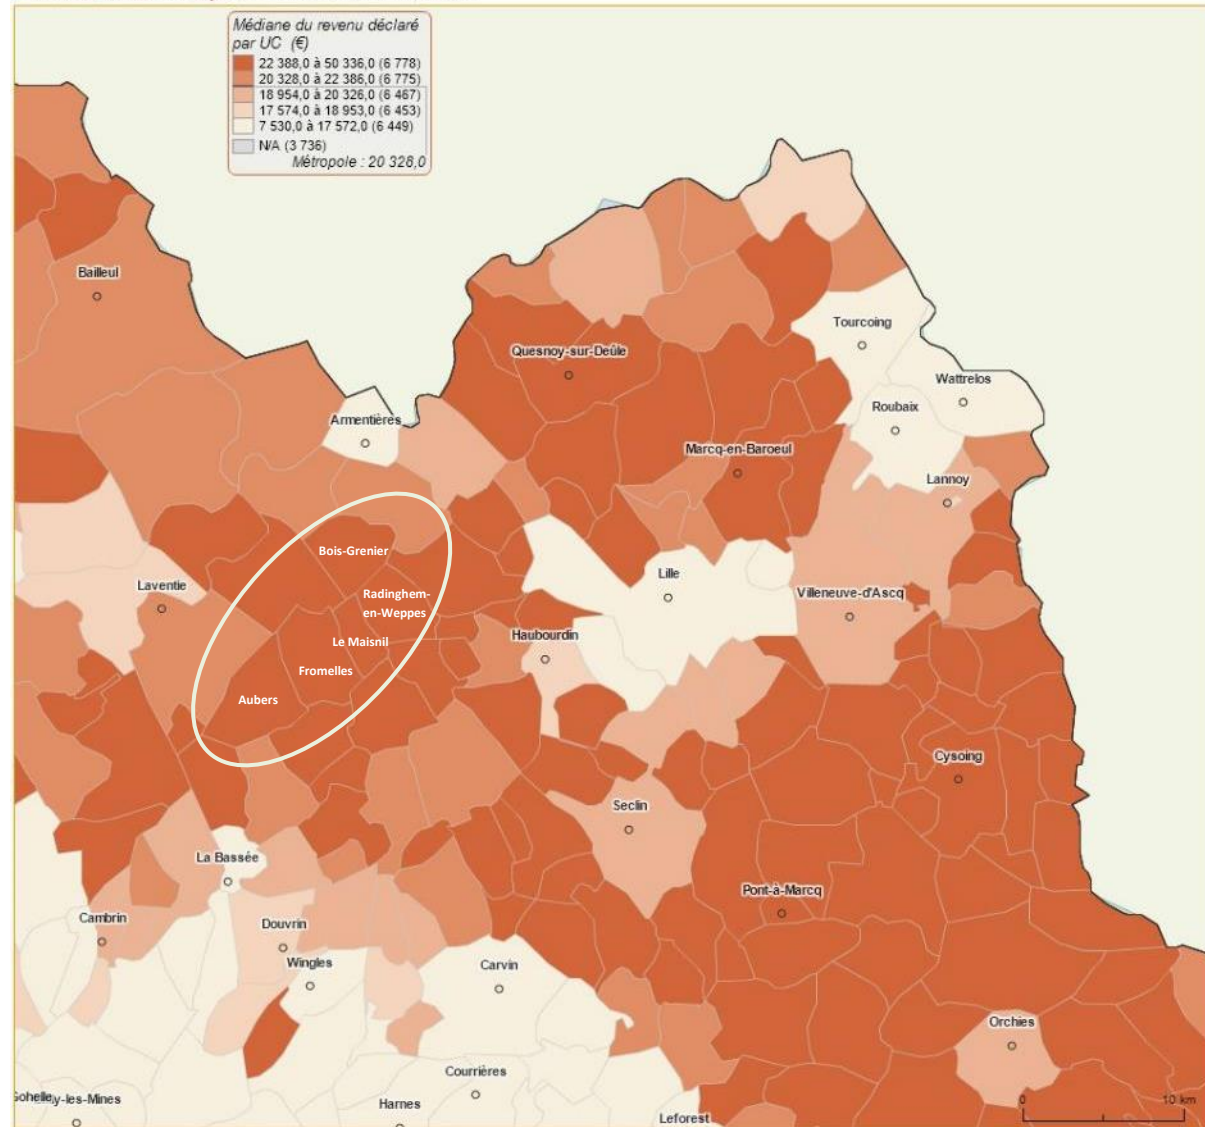 Médiane du revenu déclaré
par UC (€)
22 388,0 à 50 336,0 (6 778)
20 328,0 à 22 386,0 (6 775)
18 954,0 à 20 326,0 (6 467)
17 574,0 à 18 953,0 (6 453)
7 530,0 à 17 572,0 (6 449)
N/A (3 736)
Métropole : 20 328,0
Bailleul
Tourcoing
Quesnoy-sur-Deûle
Wattrelos
Roubaix
Armentières
Marcq-en-Baroeul
Lannoy
Bois-Grenier
Lille
Laventie
Radinghem-
en-Weppes
Villeneuve-d'Ascq
Haubourdin
Le Maisnil
Fromelles
Aubers
Cysoing
Seclin
La Bassée
Pont-à-Marcq
Cambrin
Douvrin
Wingles
Carvin
Orchies
Courrières
y-les-Mines
Harnes
Leforest
0 10 km